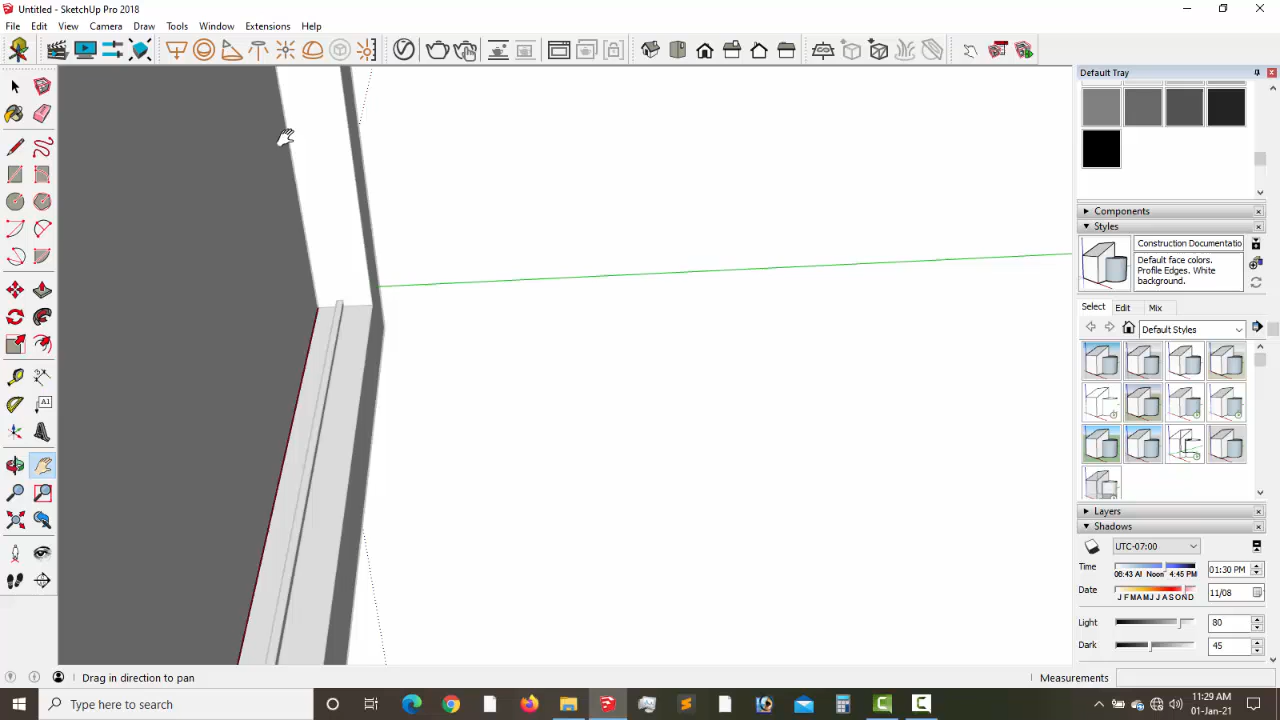 Untitled - SketchUp Pro 2018
File Edit View Camera Draw Tools Window Extensions Help
Default Tray
Components
Styles
Construction Documentatio
Default face colors.
Profile Edges. White
background.
Select Edit Mix
Default Styles
A1
Layers
Shadows
UTC-07:00
Time 06:43 AI Noon 4:45 PM 01:30 PM
Date J F M A M J J A S O N D 11/08
Light 80
Dark 45
Drag in direction to pan
Measurements
Type here to search
11:29 AM
01-Jan-21